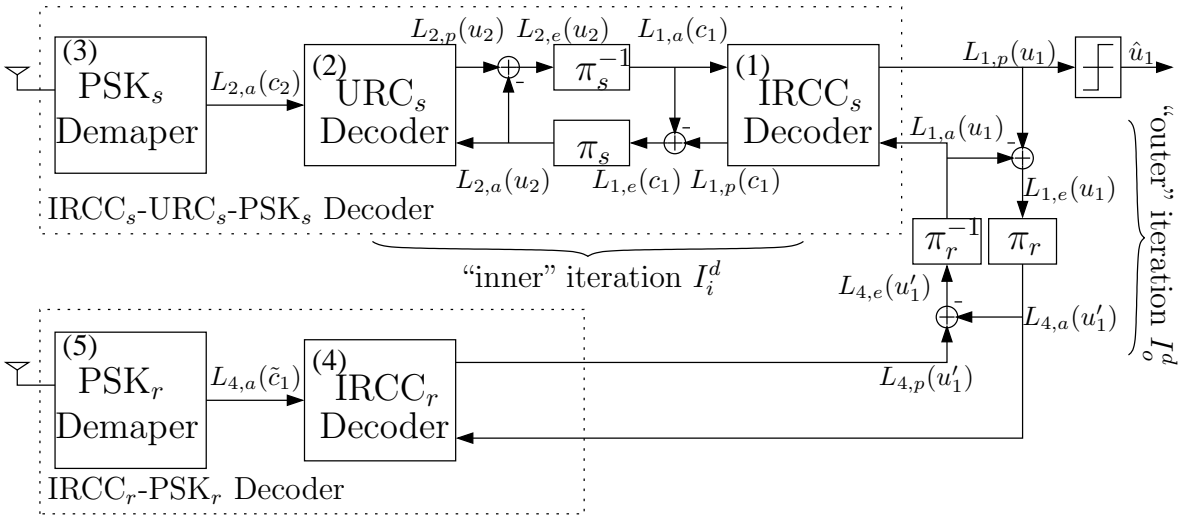 (3)
PSK_s
Demaper
L_{2,a}(c_2)
(2)
URC_s
Decoder
L_{2,p}(u_2)
L_{2,e}(u_2)
-
π_s^{-1}
L_{1,a}(c_1)
(1)
IRCC_s
Decoder
L_{1,p}(u_1)
û_1
L_{2,a}(u_2)
π_s
L_{1,e}(c_1)
-
L_{1,p}(c_1)
L_{1,a}(u_1)
-
L_{1,e}(u_1)
IRCC_s-URC_s-PSK_s Decoder
“inner” iteration I_i^d
π_r^{-1}
π_r
“outer” iteration I_o^d
L_{4,e}(u'_1)
-
L_{4,a}(u'_1)
(5)
PSK_r
Demaper
L_{4,a}(c̃_1)
(4)
IRCC_r
Decoder
L_{4,p}(u'_1)
IRCC_r-PSK_r Decoder